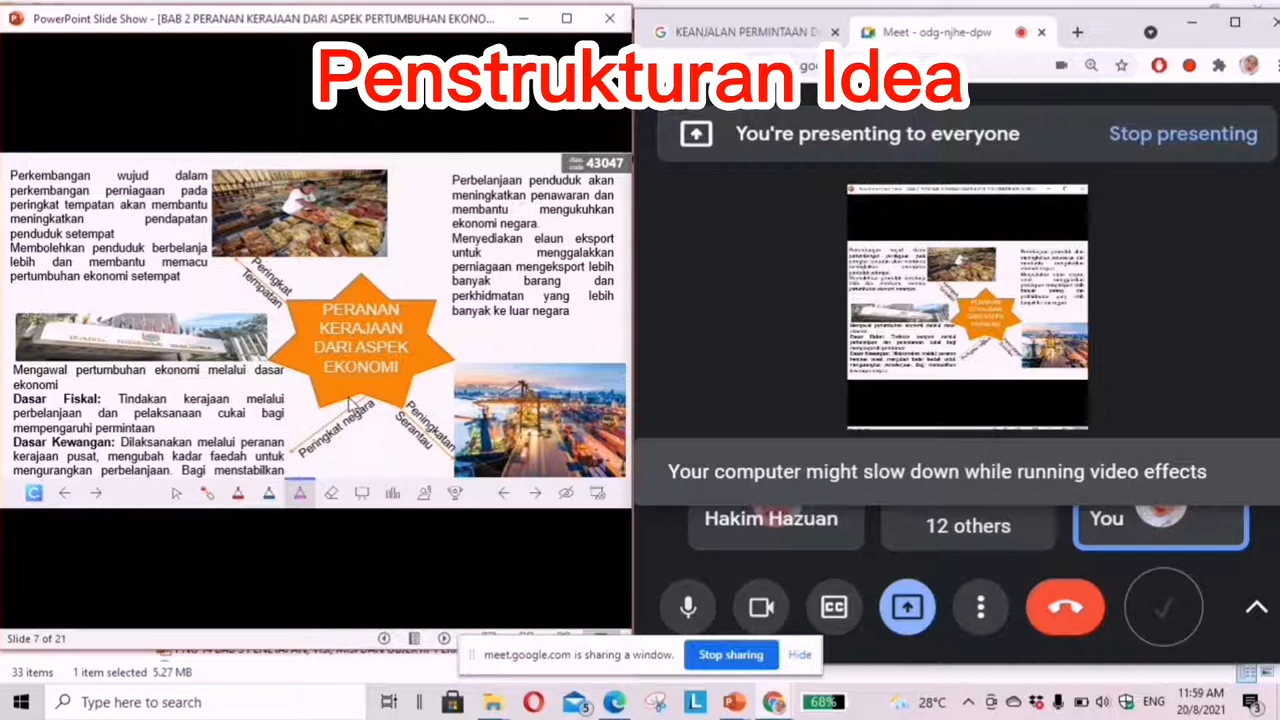 PowerPoint Slide Show - [BAB 2 PERANAN KERAJAAN DARI ASPEK PERTUMBUHAN EKONO...
KEANJALAN PERMINTAAN D
Meet - odg-njhe-dpw
Penstrukturan Idea
You're presenting to everyone
Stop presenting
class code 43047
Perkembangan wujud dalam
perkembangan perniagaan pada
peringkat tempatan akan membantu
meningkatkan pendapatan
penduduk setempat
Membolehkan penduduk berbelanja
lebih dan membantu memacu
pertumbuhan ekonomi setempat
Perbelanjaan penduduk akan
meningkatkan penawaran dan
membantu mengukuhkan
ekonomi negara.
Menyediakan elaun eksport
untuk menggalakkan
perniagaan mengeksport lebih
banyak barang dan
perkhidmatan yang lebih
banyak ke luar negara
Peringkat
Tempatan
PERANAN
KERAJAAN
DARI ASPEK
EKONOMI
Mengawal pertumbuhan ekonomi melalui dasar
ekonomi
Dasar Fiskal: Tindakan kerajaan melalui
perbelanjaan dan pelaksanaan cukai bagi
mempengaruhi permintaan
Dasar Kewangan: Dilaksanakan melalui peranan
kerajaan pusat, mengubah kadar faedah untuk
mengurangkan perbelanjaan. Bagi menstabilkan
Peringkat negara
Peningkatan
Serantau
Your computer might slow down while running video effects
Hakim Hazuan
12 others
You
Slide 7 of 21
meet.google.com is sharing a window.
Stop sharing
Hide
33 items
1 item selected 5.27 MB
Type here to search
5
68%
28°C
ENG
11:59 AM
20/8/2021
3